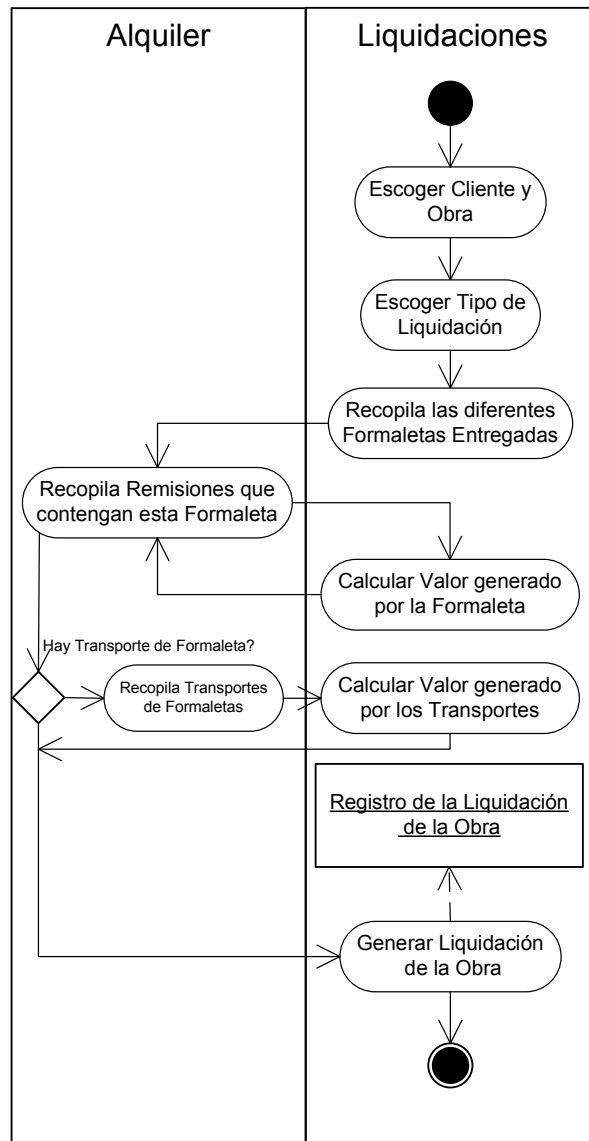 Alquiler
Liquidaciones
Escoger Cliente y
Obra
Escoger Tipo de
Liquidación
Recopila las diferentes
Formaletas Entregadas
Recopila Remisiones que
contengan esta Formaleta
Calcular Valor generado
por la Formaleta
Hay Transporte de Formaleta?
Recopila Transportes
de Formaletas
Calcular Valor generado
por los Transportes
Registro de la Liquidación
de la Obra
Generar Liquidación
de la Obra